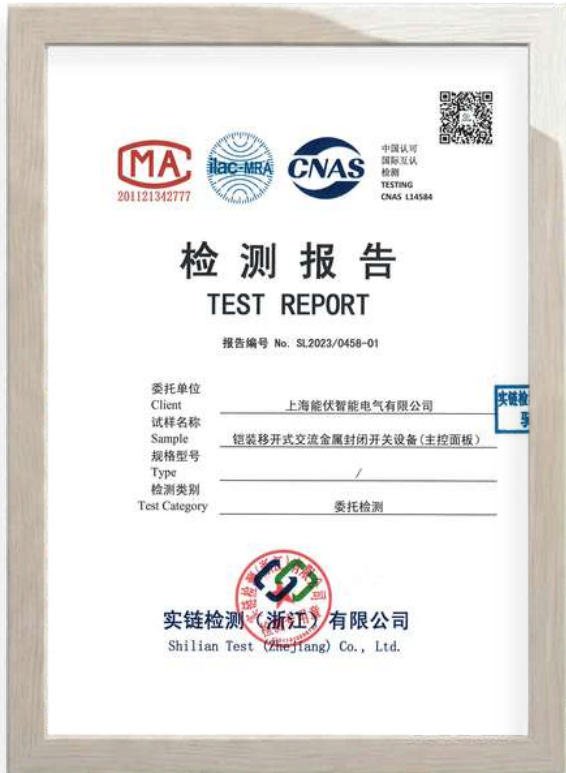 MA
201121342777
ilac-MRA
CNAS
中国认可
国际互认
检测
TESTING
CNAS L14584
检测报告
TEST REPORT
报告编号 No. SL2023/0458-01
委托单位
Client
上海能伏智能电气有限公司
试样名称
Sample
铠装移开式交流金属封闭开关设备(主控面板)
规格型号
Type
/
检测类别
Test Category
委托检测
实链检
实链检测(浙江)有限公司
Shilian Test (Zhejiang) Co., Ltd.